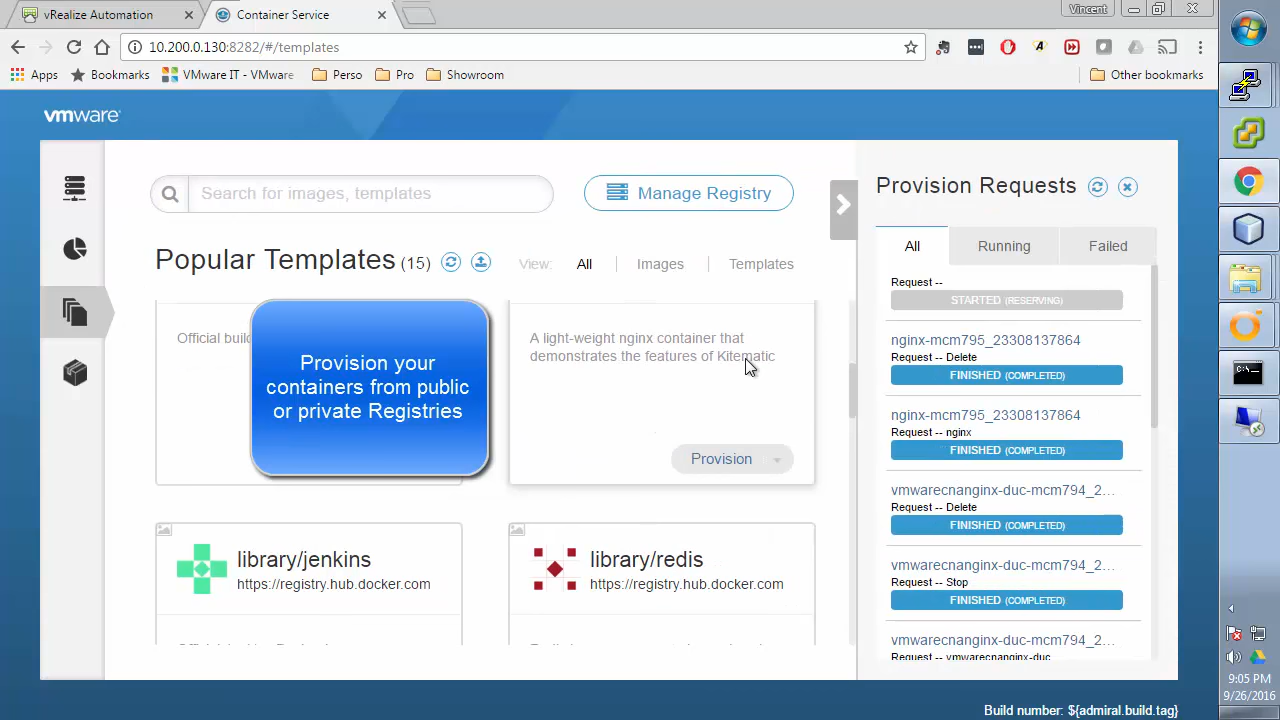 vRealize Automation
Container Service
Vincent
10.200.0.130:8282/#/templates
Apps
Bookmarks
VMware IT - VMware
Perso
Pro
Showroom
Other bookmarks
vmware
Search for images, templates
Manage Registry
Popular Templates (15)
View:
All
Images
Templates
Official
Provision your
containers from public
or private Registries
A light-weight nginx container that
demonstrates the features of Kitematic
Provision
library/jenkins
https://registry.hub.docker.com
library/redis
https://registry.hub.docker.com
Provision Requests
All
Running
Failed
Request --
STARTED (RESERVING)
nginx-mcm795_23308137864
Request -- Delete
FINISHED (COMPLETED)
nginx-mcm795_23308137864
Request -- nginx
FINISHED (COMPLETED)
vmwarecnanginx-duc-mcm794_2...
Request -- Delete
FINISHED (COMPLETED)
vmwarecnanginx-duc-mcm794_2...
Request -- Stop
FINISHED (COMPLETED)
vmwarecnanginx-duc-mcm794_2...
Request -- vmwarecnanginx-duc
Build number: ${admiral.build.tag}
9:05 PM
9/26/2016